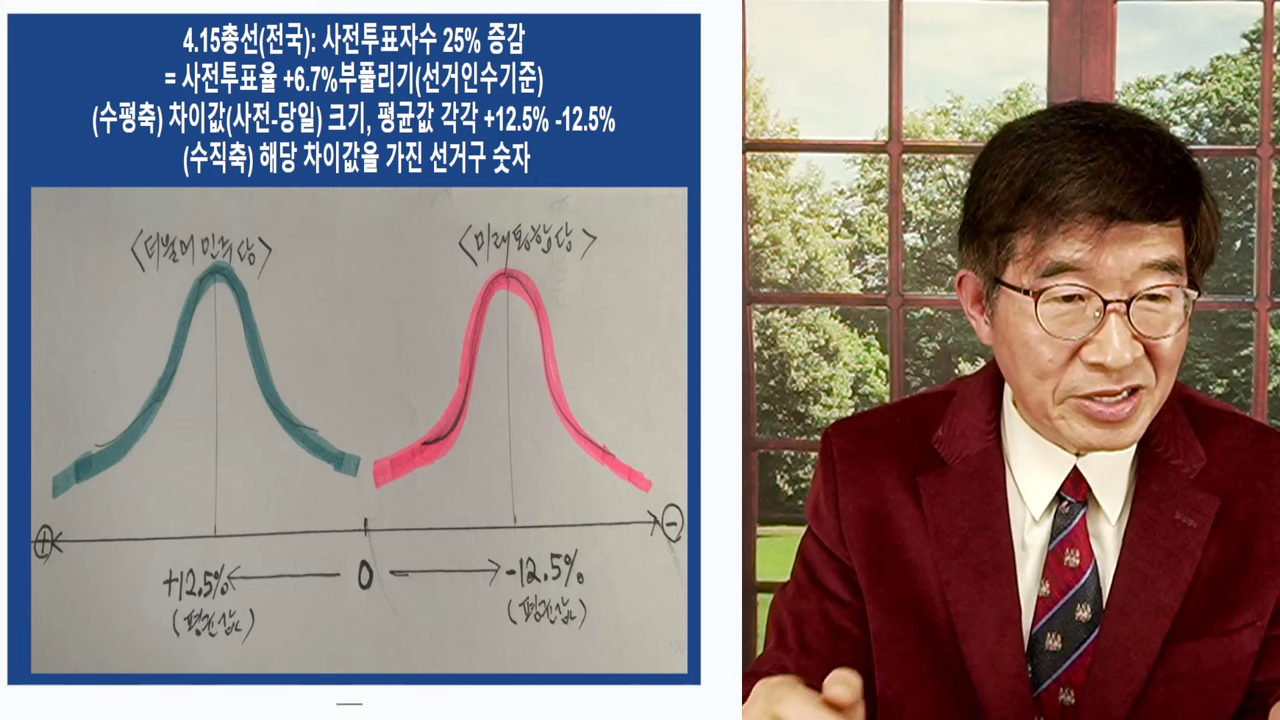 4.15총선(전국): 사전투표자수 25% 증감
= 사전투표율 +6.7%부풀리기(선거인수기준)
(수평축) 차이값(사전-당일) 크기, 평균값 각각 +12.5% -12.5%
(수직축) 해당 차이값을 가진 선거구 숫자
<더불어민주당>
<미래통합당>
+ -
+12.5% 0 -12.5%
(평균값) (평균값)